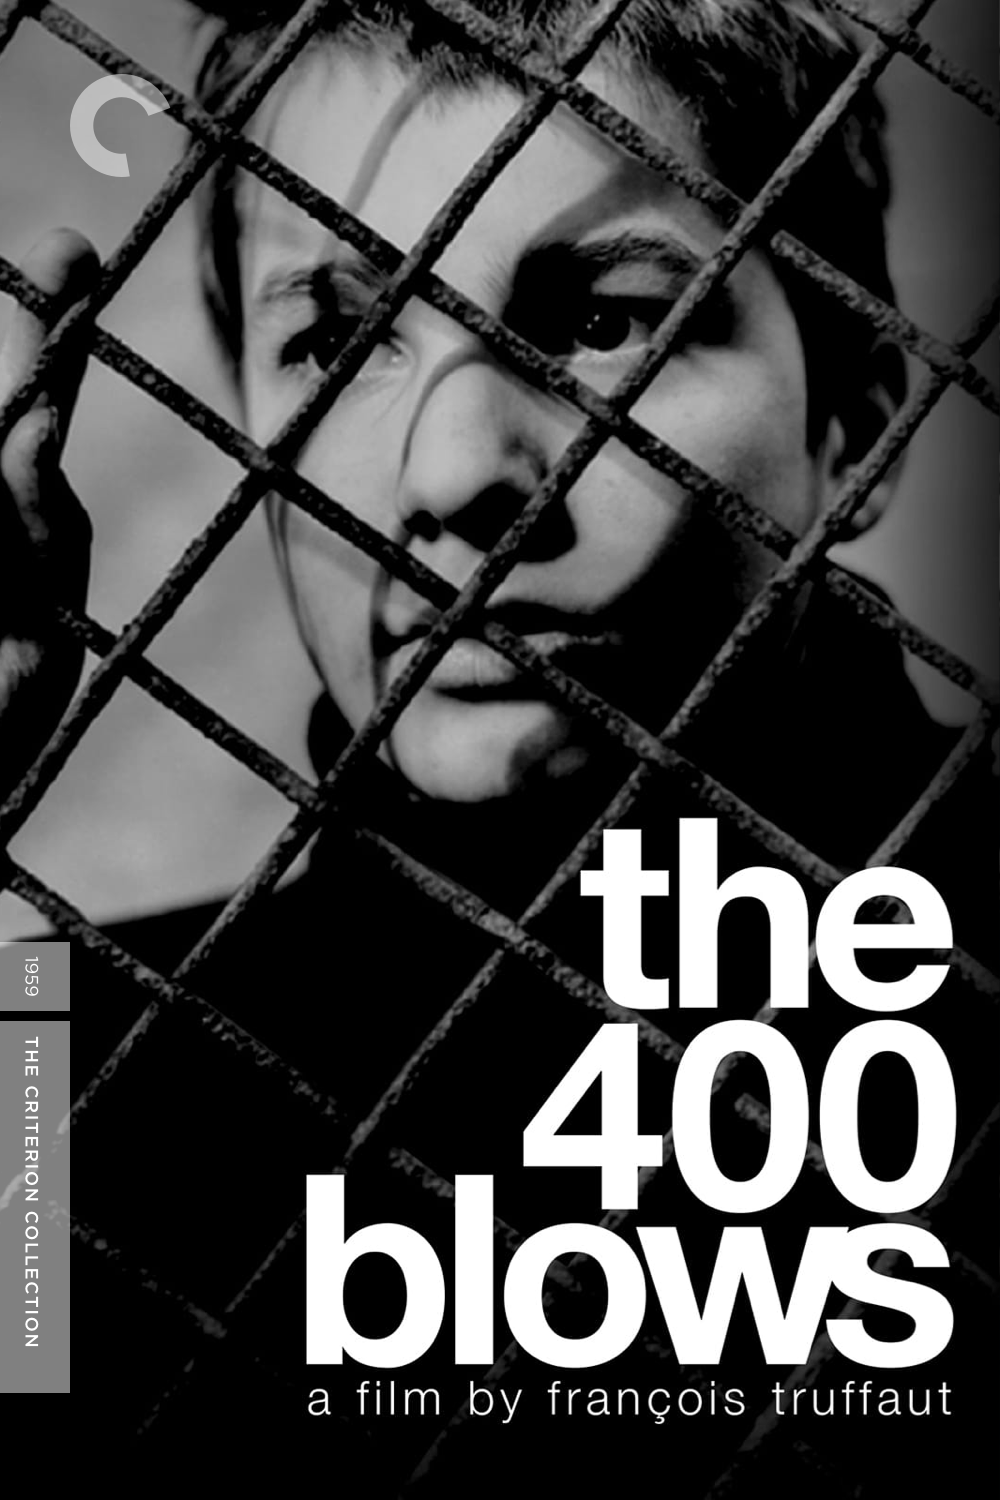 1959
THE CRITERION COLLECTION
the
400
blows
a film by françois truffaut